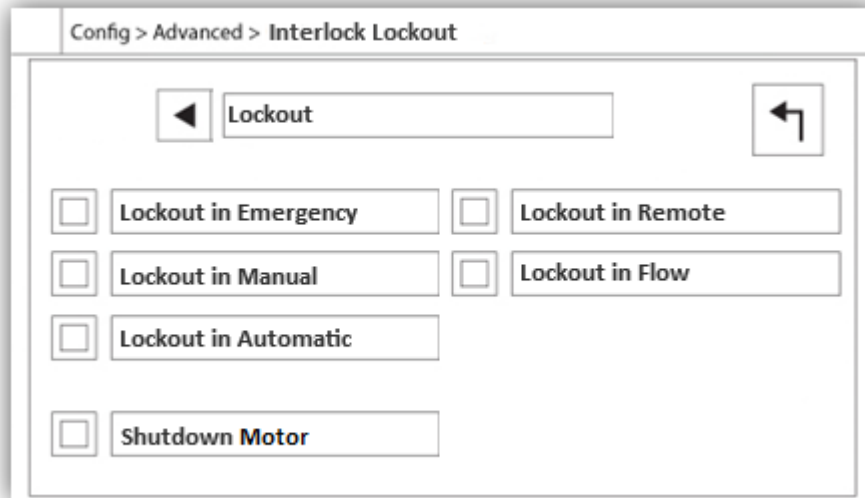 Config > Advanced > Interlock Lockout
Lockout
Lockout in Emergency
Lockout in Remote
Lockout in Manual
Lockout in Flow
Lockout in Automatic
Shutdown Motor